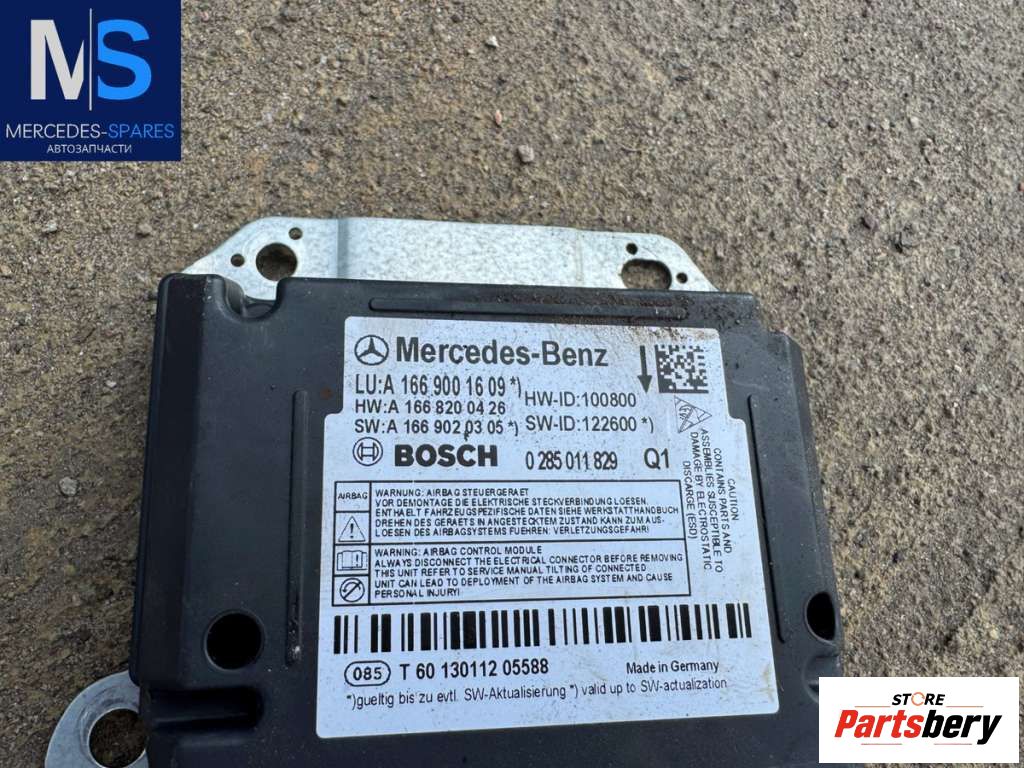 MS
MERCEDES-SPARES
АВТОЗАПЧАСТИ
Mercedes-Benz
LU:A 166 900 16 09 *)
HW-ID:100800
HW:A 166 820 04 26
SW:A 166 902 03 05 *)
SW-ID:122600 *)
BOSCH 0 285 011 829 Q1
CAUTION
CONTAINS PARTS AND
ASSEMBLIES SUSCEPTIBLE TO
DAMAGE BY ELECTROSTATIC
DISCHARGE (ESD)
AIRBAG
WARNUNG: AIRBAG STEUERGERAET
VOR DEMONTAGE DIE ELEKTRISCHE STECKVERBINDUNG LOESEN.
ENTHAELT FAHRZEUGSPEZIFISCHE DATEN SIEHE WERKSTATTHANDBUCH
DREHEN DES GERAETS IN ANGESTECKTEM ZUSTAND KANN ZUM AUS-
LOESEN DES AIRBAGSYSTEMS FUEHREN: VERLETZUNGSGEFAHR!
WARNING: AIRBAG CONTROL MODULE
ALWAYS DISCONNECT THE ELECTRICAL CONNECTOR BEFORE REMOVING
THIS UNIT REFER TO SERVICE MANUAL TILTING OF CONNECTED
UNIT CAN LEAD TO DEPLOYMENT OF THE AIRBAG SYSTEM AND CAUSE
PERSONAL INJURY!
085 T 60 130112 05588 Made in Germany
*)gueltig bis zu evtl. SW-Aktualisierung *) valid up to SW-actualization
STORE
Partsbery